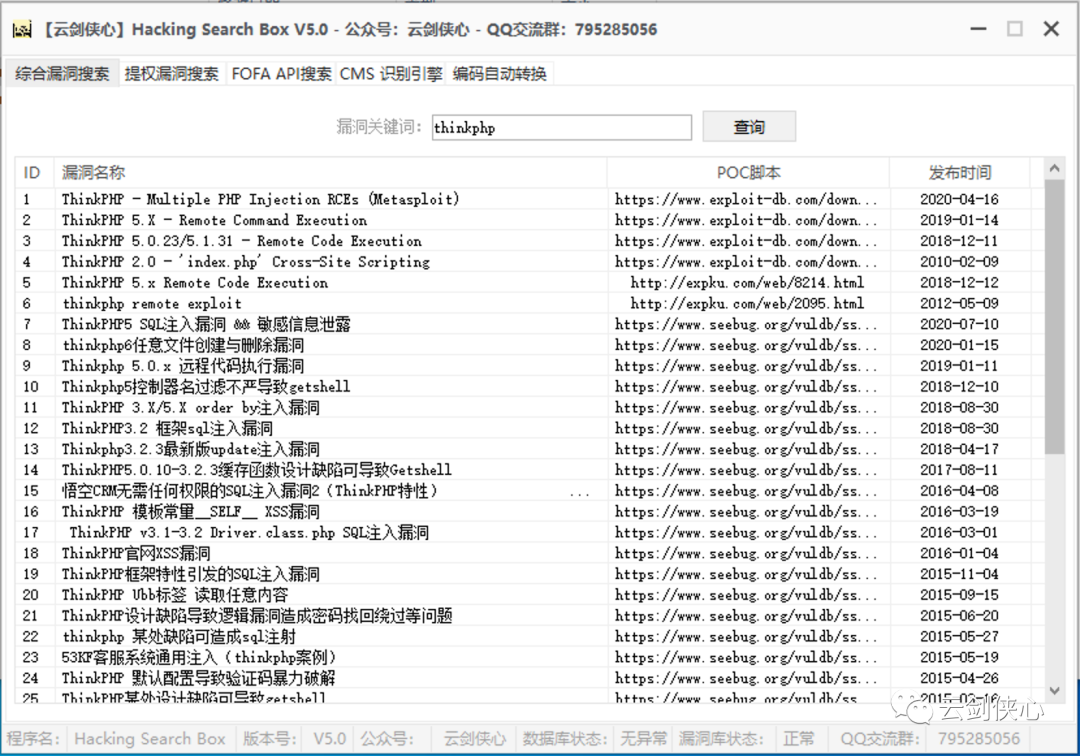 【云剑侠心】Hacking Search Box V5.0 - 公众号：云剑侠心 - QQ交流群：795285056
综合漏洞搜索 提权漏洞搜索 FOFA API搜索 CMS 识别引擎 编码自动转换
漏洞关键词： thinkphp 查询
ID 漏洞名称 POC脚本 发布时间
1 ThinkPHP - Multiple PHP Injection RCEs (Metasploit) https://www.exploit-db.com/down... 2020-04-16
2 ThinkPHP 5.X - Remote Command Execution https://www.exploit-db.com/down... 2019-01-14
3 ThinkPHP 5.0.23/5.1.31 - Remote Code Execution https://www.exploit-db.com/down... 2018-12-11
4 ThinkPHP 2.0 - 'index.php' Cross-Site Scripting https://www.exploit-db.com/down... 2010-02-09
5 ThinkPHP 5.x Remote Code Execution http://expku.com/web/8214.html 2018-12-12
6 thinkphp remote exploit http://expku.com/web/2095.html 2012-05-09
7 ThinkPHP5 SQL注入漏洞 && 敏感信息泄露 https://www.seebug.org/vuldb/ss... 2020-07-10
8 thinkphp6任意文件创建与删除漏洞 https://www.seebug.org/vuldb/ss... 2020-01-15
9 Thinkphp 5.0.x 远程代码执行漏洞 https://www.seebug.org/vuldb/ss... 2019-01-11
10 Thinkphp5控制器名过滤不严导致getshell https://www.seebug.org/vuldb/ss... 2018-12-10
11 ThinkPHP 3.X/5.X order by注入漏洞 https://www.seebug.org/vuldb/ss... 2018-08-30
12 ThinkPHP3.2 框架sql注入漏洞 https://www.seebug.org/vuldb/ss... 2018-08-30
13 Thinkphp3.2.3最新版update注入漏洞 https://www.seebug.org/vuldb/ss... 2018-04-17
14 ThinkPHP5.0.10-3.2.3缓存函数设计缺陷可导致Getshell https://www.seebug.org/vuldb/ss... 2017-08-11
15 悟空CRM无需任何权限的SQL注入漏洞2（ThinkPHP特性） ... https://www.seebug.org/vuldb/ss... 2016-04-08
16 ThinkPHP 模板常量__SELF__ XSS漏洞 https://www.seebug.org/vuldb/ss... 2016-03-19
17 ThinkPHP v3.1-3.2 Driver.class.php SQL注入漏洞 https://www.seebug.org/vuldb/ss... 2016-03-01
18 ThinkPHP官网XSS漏洞 https://www.seebug.org/vuldb/ss... 2016-01-04
19 ThinkPHP框架特性引发的SQL注入漏洞 https://www.seebug.org/vuldb/ss... 2015-11-04
20 ThinkPHP Ubb标签 读取任意内容 https://www.seebug.org/vuldb/ss... 2015-09-15
21 ThinkPHP设计缺陷导致逻辑漏洞造成密码找回绕过等问题 https://www.seebug.org/vuldb/ss... 2015-06-20
22 thinkphp 某处缺陷可造成sql注射 https://www.seebug.org/vuldb/ss... 2015-05-27
23 53KF客服系统通用注入（thinkphp案例） https://www.seebug.org/vuldb/ss... 2015-05-19
24 ThinkPHP 默认配置导致验证码暴力破解 https://www.seebug.org/vuldb/ss... 2015-04-26
25 ThinkPHP某处设计缺陷可导致getshell https://www.seebug.org/vuldb/ss...
云剑侠心
程序名： Hacking Search Box 版本号： V5.0 公众号： 云剑侠心 数据库状态： 无异常 漏洞库状态： 正常 QQ交流群： 795285056